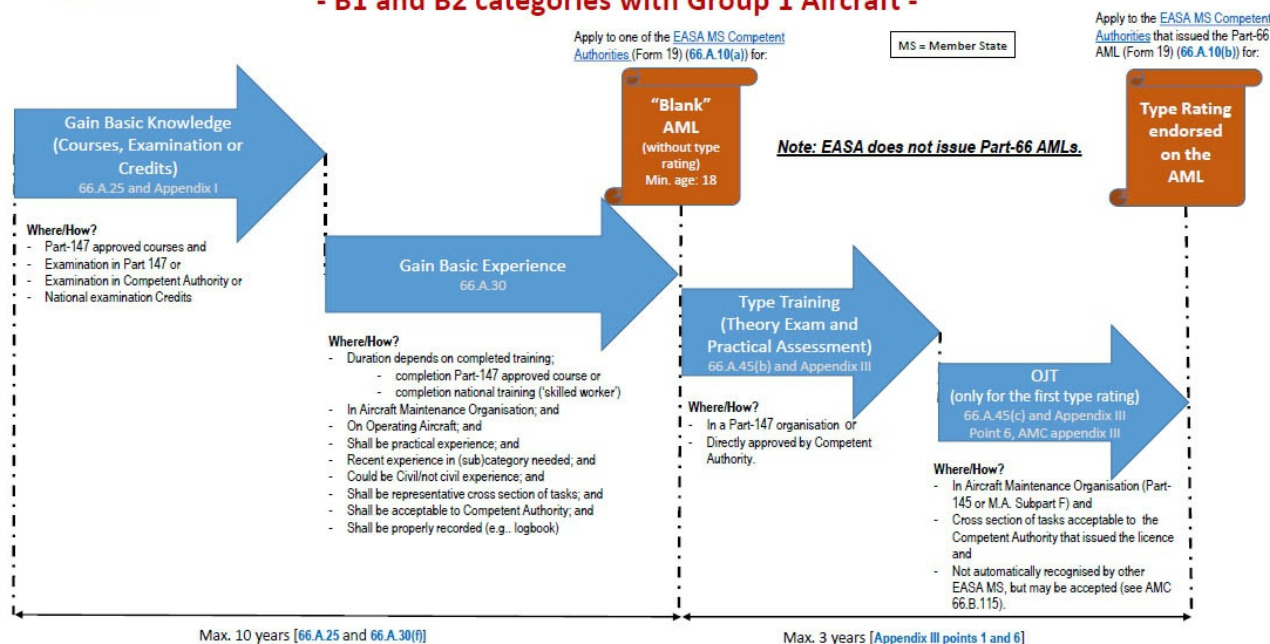 - B1 and B2 categories with Group 1 Aircraft -
Apply to one of the EASA MS Competent
Authorities (Form 19) (66.A.10(a)) for:
MS = Member State
Apply to the EASA MS Competent
Authorities that issued the Part-66
AML (Form 19) (66.A.10(b)) for:
Gain Basic Knowledge
(Courses, Examination or
Credits)
66.A.25 and Appendix I
"Blank"
AML
(without type
rating)
Min. age: 18
Note: EASA does not issue Part-66 AMLs.
Type Rating
endorsed
on the
AML
Where/How?
- Part-147 approved courses and
- Examination in Part 147 or
- Examination in Competent Authority or
- National examination Credits
Gain Basic Experience
66.A.30
Where/How?
- Duration depends on completed training;
- completion Part-147 approved course or
- completion national training ('skilled worker')
- In Aircraft Maintenance Organisation; and
- On Operating Aircraft; and
- Shall be practical experience; and
- Recent experience in (sub)category needed; and
- Could be Civil/not civil experience; and
- Shall be representative cross section of tasks; and
- Shall be acceptable to Competent Authority; and
- Shall be properly recorded (e.g.. logbook)
Type Training
(Theory Exam and
Practical Assessment)
66.A.45(b) and Appendix III
Where/How?
- In a Part-147 organisation or
- Directly approved by Competent
Authority.
OJT
(only for the first type rating)
66.A.45(c) and Appendix III
Point 6, AMC appendix III
Where/How?
- In Aircraft Maintenance Organisation (Part-
145 or M.A. Subpart F) and
- Cross section of tasks acceptable to the
Competent Authority that issued the licence
and
- Not automatically recognised by other
EASA MS, but may be accepted (see AMC
66.B.115).
Max. 10 years [66.A.25 and 66.A.30(f)]
Max. 3 years [Appendix III points 1 and 6]